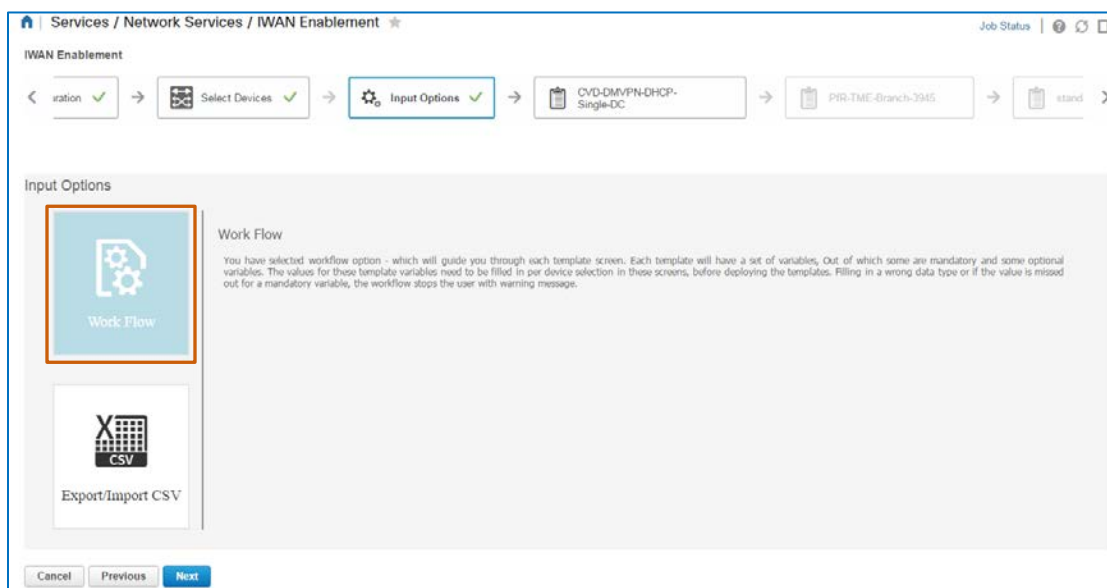 Services / Network Services / IWAN Enablement
Job Status
IWAN Enablement
Select Devices
Input Options
CVD-DMVPN-DHCP-
Single-DC
PfR-TME-Branch-3945
Input Options
Work Flow
Work Flow
You have selected workflow option - which will guide you through each template screen. Each template will have a set of variables, Out of which some are mandatory and some optional
variables. The values for these template variables need to be filled in per device selection in these screens, before deploying the templates. Filling in a wrong data type or if the value is missed
out for a mandatory variable, the workflow stops the user with warning message.
X
CSV
Export/Import CSV
Cancel
Previous
Next